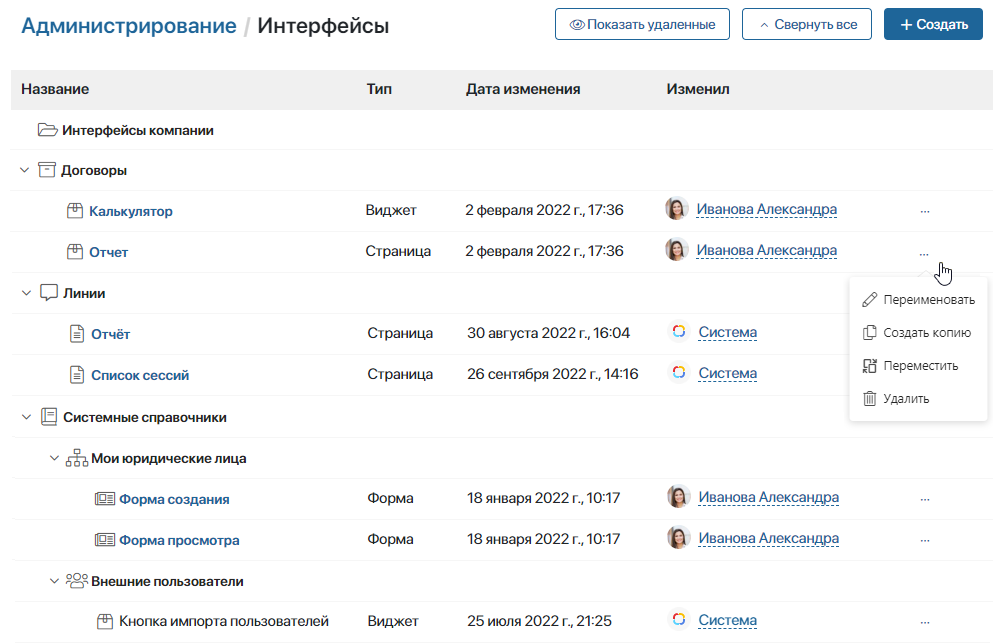 Администрирование / Интерфейсы
Показать удаленные
Свернуть все
+ Создать
Название Тип Дата изменения Изменил
Интерфейсы компании
Договоры
Калькулятор Виджет 2 февраля 2022 г., 17:36 Иванова Александра ...
Отчет Страница 2 февраля 2022 г., 17:36 Иванова Александра ...
Линии
Переименовать
Отчёт Страница 30 августа 2022 г., 16:04 Система
Создать копию
Переместить
Список сессий Страница 26 сентября 2022 г., 14:16 Система
Удалить
Системные справочники
Мои юридические лица
Форма создания Форма 18 января 2022 г., 10:17 Иванова Александра ...
Форма просмотра Форма 18 января 2022 г., 10:17 Иванова Александра ...
Внешние пользователи
Кнопка импорта пользователей Виджет 25 июля 2022 г., 21:25 Система ...